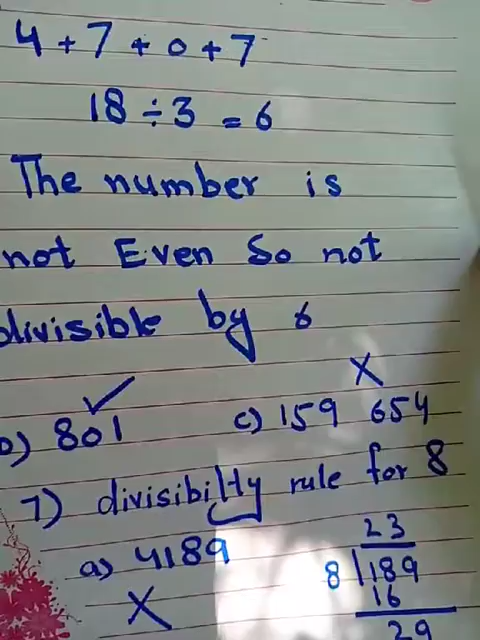 4 + 7 + 0 + 7
18 ÷ 3 = 6
The number is
not Even So not
divisible by 6
b) 801 ✓ c) 159 654 X
7) divisibilty rule for 8
a) 4189 X
23
8 189
16
29